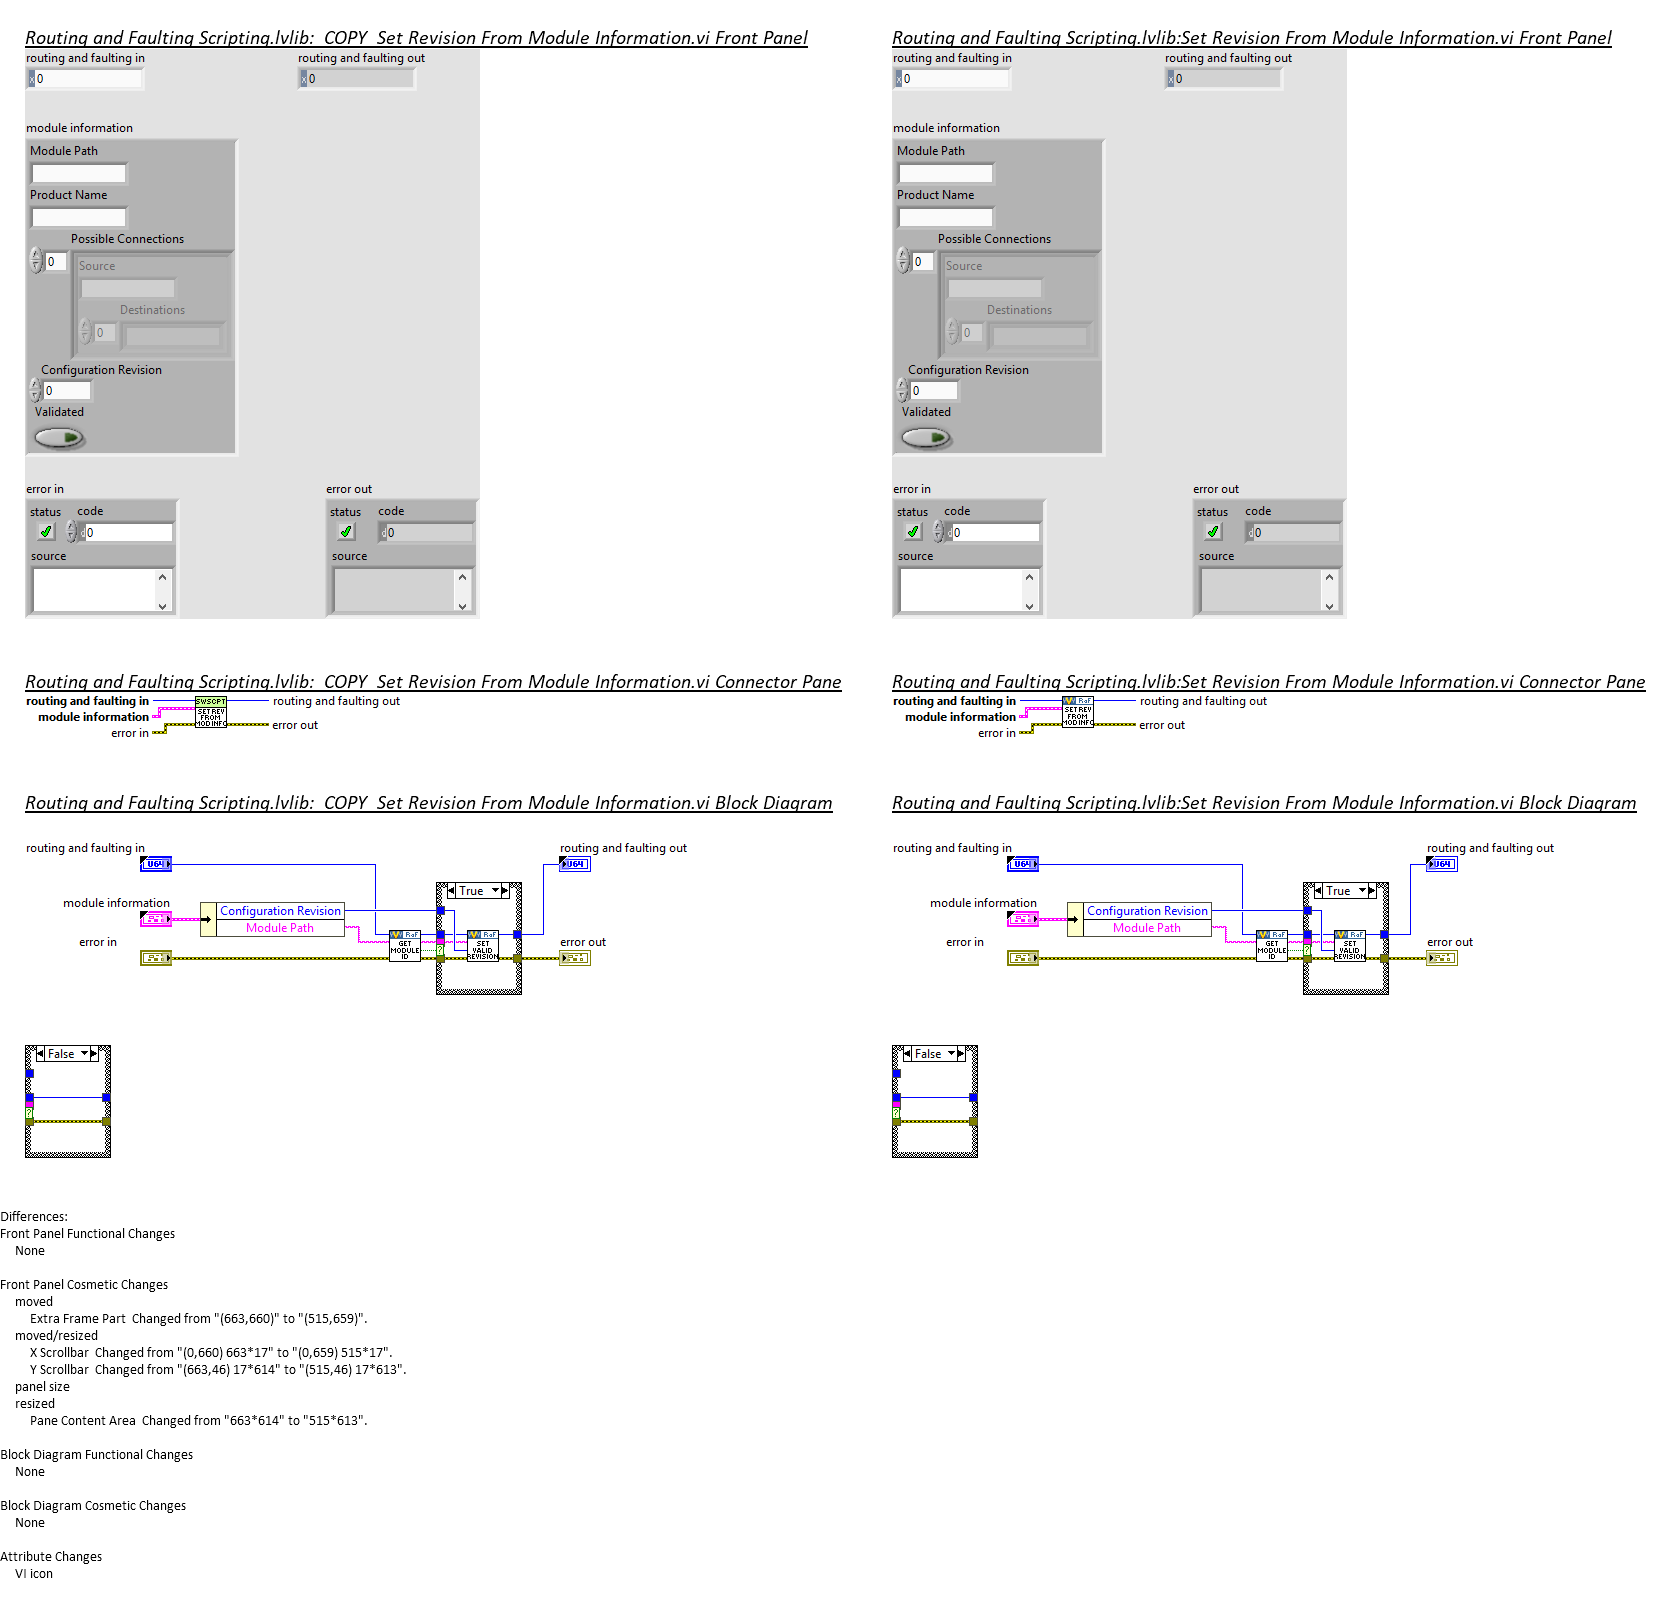 Routing and Faulting Scripting.lvlib:  COPY  Set Revision From Module Information.vi Front Panel
routing and faulting in
routing and faulting out
x 0
x 0
module information
Module Path
Product Name
Possible Connections
0
Source
Destinations
0
Configuration Revision
0
Validated
error in
error out
status code
status code
d 0
d 0
source
source
Routing and Faulting Scripting.lvlib:Set Revision From Module Information.vi Front Panel
routing and faulting in
routing and faulting out
x 0
x 0
module information
Module Path
Product Name
Possible Connections
0
Source
Destinations
0
Configuration Revision
0
Validated
error in
error out
status code
status code
d 0
d 0
source
source
Routing and Faulting Scripting.lvlib:  COPY  Set Revision From Module Information.vi Connector Pane
routing and faulting in
module information
error in
SWSCPT
SET REV
FROM
MOD INFO
routing and faulting out
error out
Routing and Faulting Scripting.lvlib:Set Revision From Module Information.vi Connector Pane
routing and faulting in
module information
error in
RoF
SET REV
FROM
MOD INFO
routing and faulting out
error out
Routing and Faulting Scripting.lvlib:  COPY  Set Revision From Module Information.vi Block Diagram
routing and faulting in
U64
routing and faulting out
U64
True
module information
Configuration Revision
Module Path
error in
RoF
GET
MODULE
ID
?
RoF
SET
VALID
REVISION
error out
False
?
Routing and Faulting Scripting.lvlib:Set Revision From Module Information.vi Block Diagram
routing and faulting in
U64
routing and faulting out
U64
True
module information
Configuration Revision
Module Path
error in
RoF
GET
MODULE
ID
?
RoF
SET
VALID
REVISION
error out
False
?
Differences:
Front Panel Functional Changes
None
Front Panel Cosmetic Changes
moved
Extra Frame Part  Changed from "(663,660)" to "(515,659)".
moved/resized
X Scrollbar  Changed from "(0,660) 663*17" to "(0,659) 515*17".
Y Scrollbar  Changed from "(663,46) 17*614" to "(515,46) 17*613".
panel size
resized
Pane Content Area  Changed from "663*614" to "515*613".
Block Diagram Functional Changes
None
Block Diagram Cosmetic Changes
None
Attribute Changes
VI icon